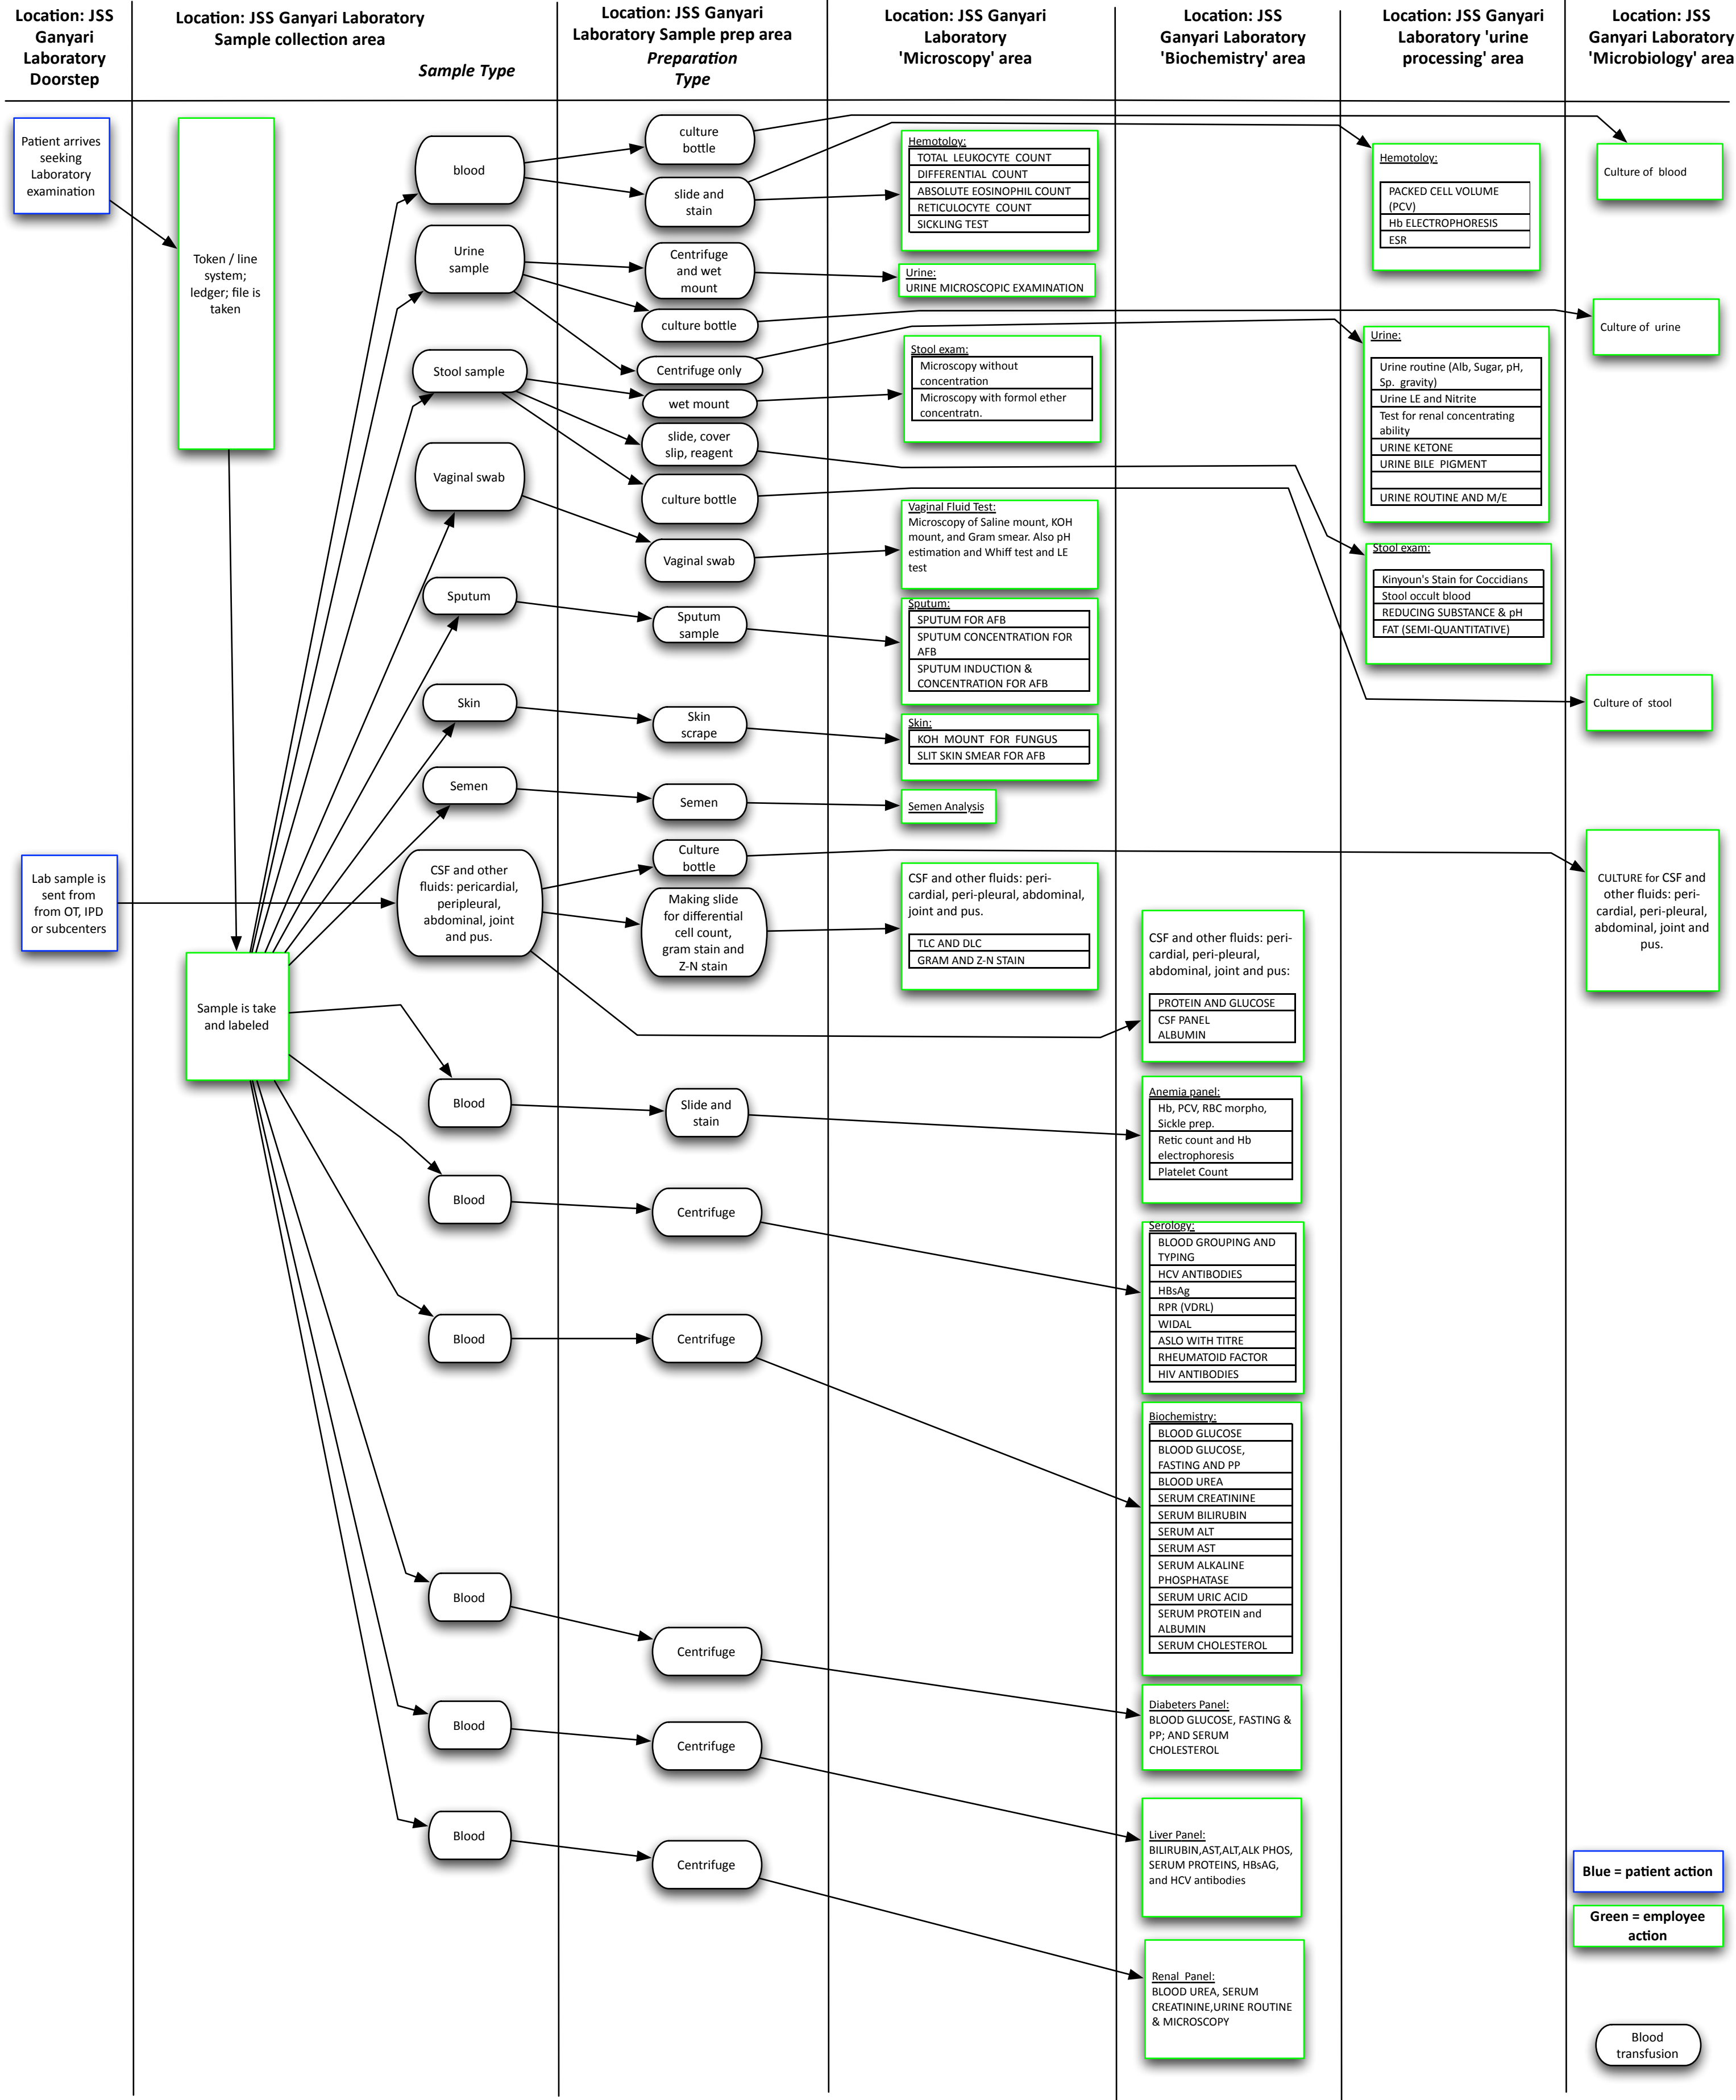 Location: JSS
Ganyari
Laboratory
Doorstep
Location: JSS Ganyari Laboratory
Sample collection area
Sample Type
Location: JSS Ganyari
Laboratory Sample prep area
Preparation
Type
Location: JSS Ganyari
Laboratory
'Microscopy' area
Location: JSS
Ganyari Laboratory
'Biochemistry' area
Location: JSS Ganyari
Laboratory 'urine
processing' area
Location: JSS
Ganyari Laboratory
'Microbiology' area
Patient arrives
seeking
Laboratory
examination
Lab sample is
sent from
from OT, IPD
or subcenters
Token / line
system;
ledger; file is
taken
Sample is take
and labeled
blood
Urine
sample
Stool sample
Vaginal swab
Sputum
Skin
Semen
CSF and other
fluids: pericardial,
peripleural,
abdominal, joint
and pus.
Blood
Blood
Blood
Blood
Blood
Blood
culture
bottle
slide and
stain
Centrifuge
and wet
mount
culture bottle
Centrifuge only
wet mount
slide, cover
slip, reagent
culture bottle
Vaginal swab
Sputum
sample
Skin
scrape
Semen
Culture
bottle
Making slide
for differential
cell count,
gram stain and
Z-N stain
Slide and
stain
Centrifuge
Centrifuge
Centrifuge
Centrifuge
Centrifuge
Hemotoloy:
TOTAL LEUKOCYTE COUNT
DIFFERENTIAL COUNT
ABSOLUTE EOSINOPHIL COUNT
RETICULOCYTE COUNT
SICKLING TEST
Urine:
URINE MICROSCOPIC EXAMINATION
Stool exam:
Microscopy without
concentration
Microscopy with formol ether
concentratn.
Vaginal Fluid Test:
Microscopy of Saline mount, KOH
mount, and Gram smear. Also pH
estimation and Whiff test and LE
test
Sputum:
SPUTUM FOR AFB
SPUTUM CONCENTRATION FOR
AFB
SPUTUM INDUCTION &
CONCENTRATION FOR AFB
Skin:
KOH MOUNT FOR FUNGUS
SLIT SKIN SMEAR FOR AFB
Semen Analysis
CSF and other fluids: peri-
cardial, peri-pleural, abdominal,
joint and pus.
TLC AND DLC
GRAM AND Z-N STAIN
CSF and other fluids: peri-
cardial, peri-pleural,
abdominal, joint and pus:
PROTEIN AND GLUCOSE
CSF PANEL
ALBUMIN
Anemia panel:
Hb, PCV, RBC morpho,
Sickle prep.
Retic count and Hb
electrophoresis
Platelet Count
Serology:
BLOOD GROUPING AND
TYPING
HCV ANTIBODIES
HBsAg
RPR (VDRL)
WIDAL
ASLO WITH TITRE
RHEUMATOID FACTOR
HIV ANTIBODIES
Biochemistry:
BLOOD GLUCOSE
BLOOD GLUCOSE,
FASTING AND PP
BLOOD UREA
SERUM CREATININE
SERUM BILIRUBIN
SERUM ALT
SERUM AST
SERUM ALKALINE
PHOSPHATASE
SERUM URIC ACID
SERUM PROTEIN and
ALBUMIN
SERUM CHOLESTEROL
Diabeters Panel:
BLOOD GLUCOSE, FASTING &
PP; AND SERUM
CHOLESTEROL
Liver Panel:
BILIRUBIN,AST,ALT,ALK PHOS,
SERUM PROTEINS, HBsAG,
and HCV antibodies
Renal Panel:
BLOOD UREA, SERUM
CREATININE,URINE ROUTINE
& MICROSCOPY
Hemotoloy:
PACKED CELL VOLUME
(PCV)
Hb ELECTROPHORESIS
ESR
Urine:
Urine routine (Alb, Sugar, pH,
Sp. gravity)
Urine LE and Nitrite
Test for renal concentrating
ability
URINE KETONE
URINE BILE PIGMENT
URINE ROUTINE AND M/E
Stool exam:
Kinyoun's Stain for Coccidians
Stool occult blood
REDUCING SUBSTANCE & pH
FAT (SEMI-QUANTITATIVE)
Culture of blood
Culture of urine
Culture of stool
CULTURE for CSF and
other fluids: peri-
cardial, peri-pleural,
abdominal, joint and
pus.
Blue = patient action
Green = employee
action
Blood
transfusion